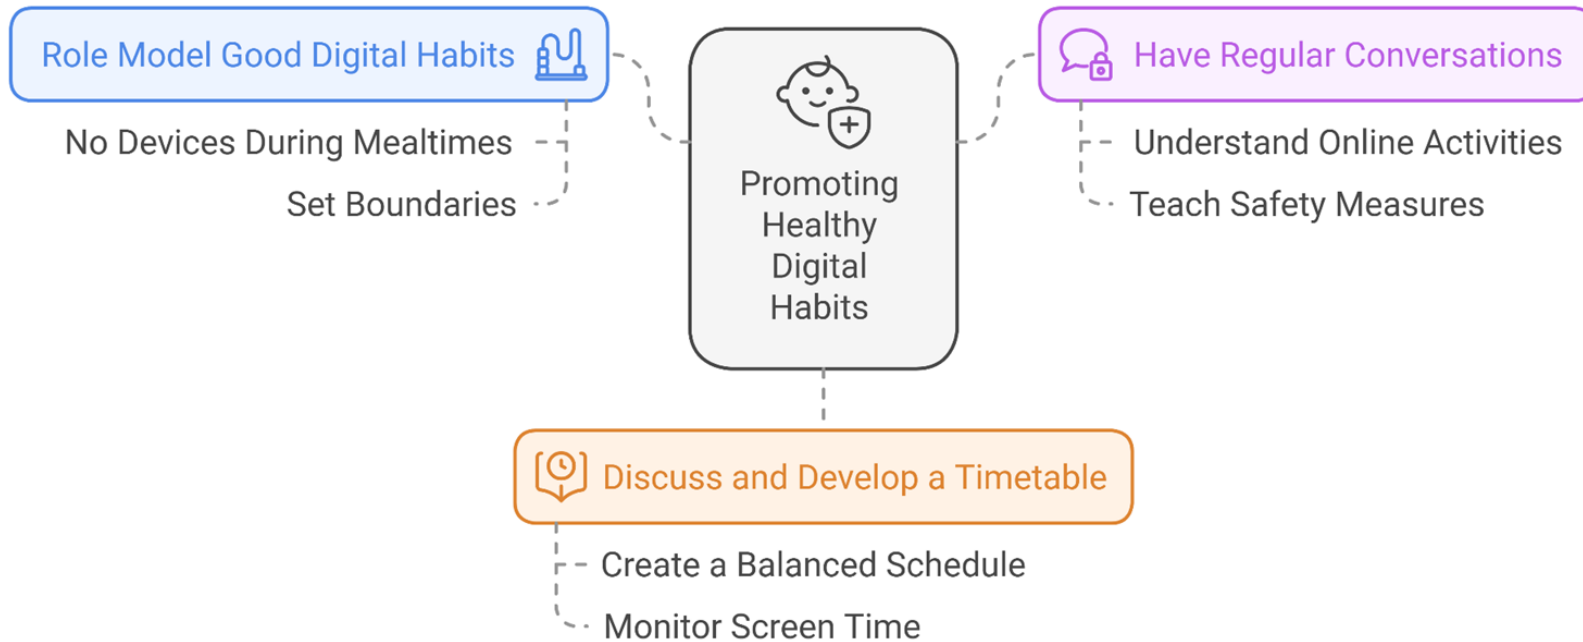 Role Model Good Digital Habits
No Devices During Mealtimes
Set Boundaries
Promoting
Healthy
Digital
Habits
Have Regular Conversations
Understand Online Activities
Teach Safety Measures
Discuss and Develop a Timetable
Create a Balanced Schedule
Monitor Screen Time